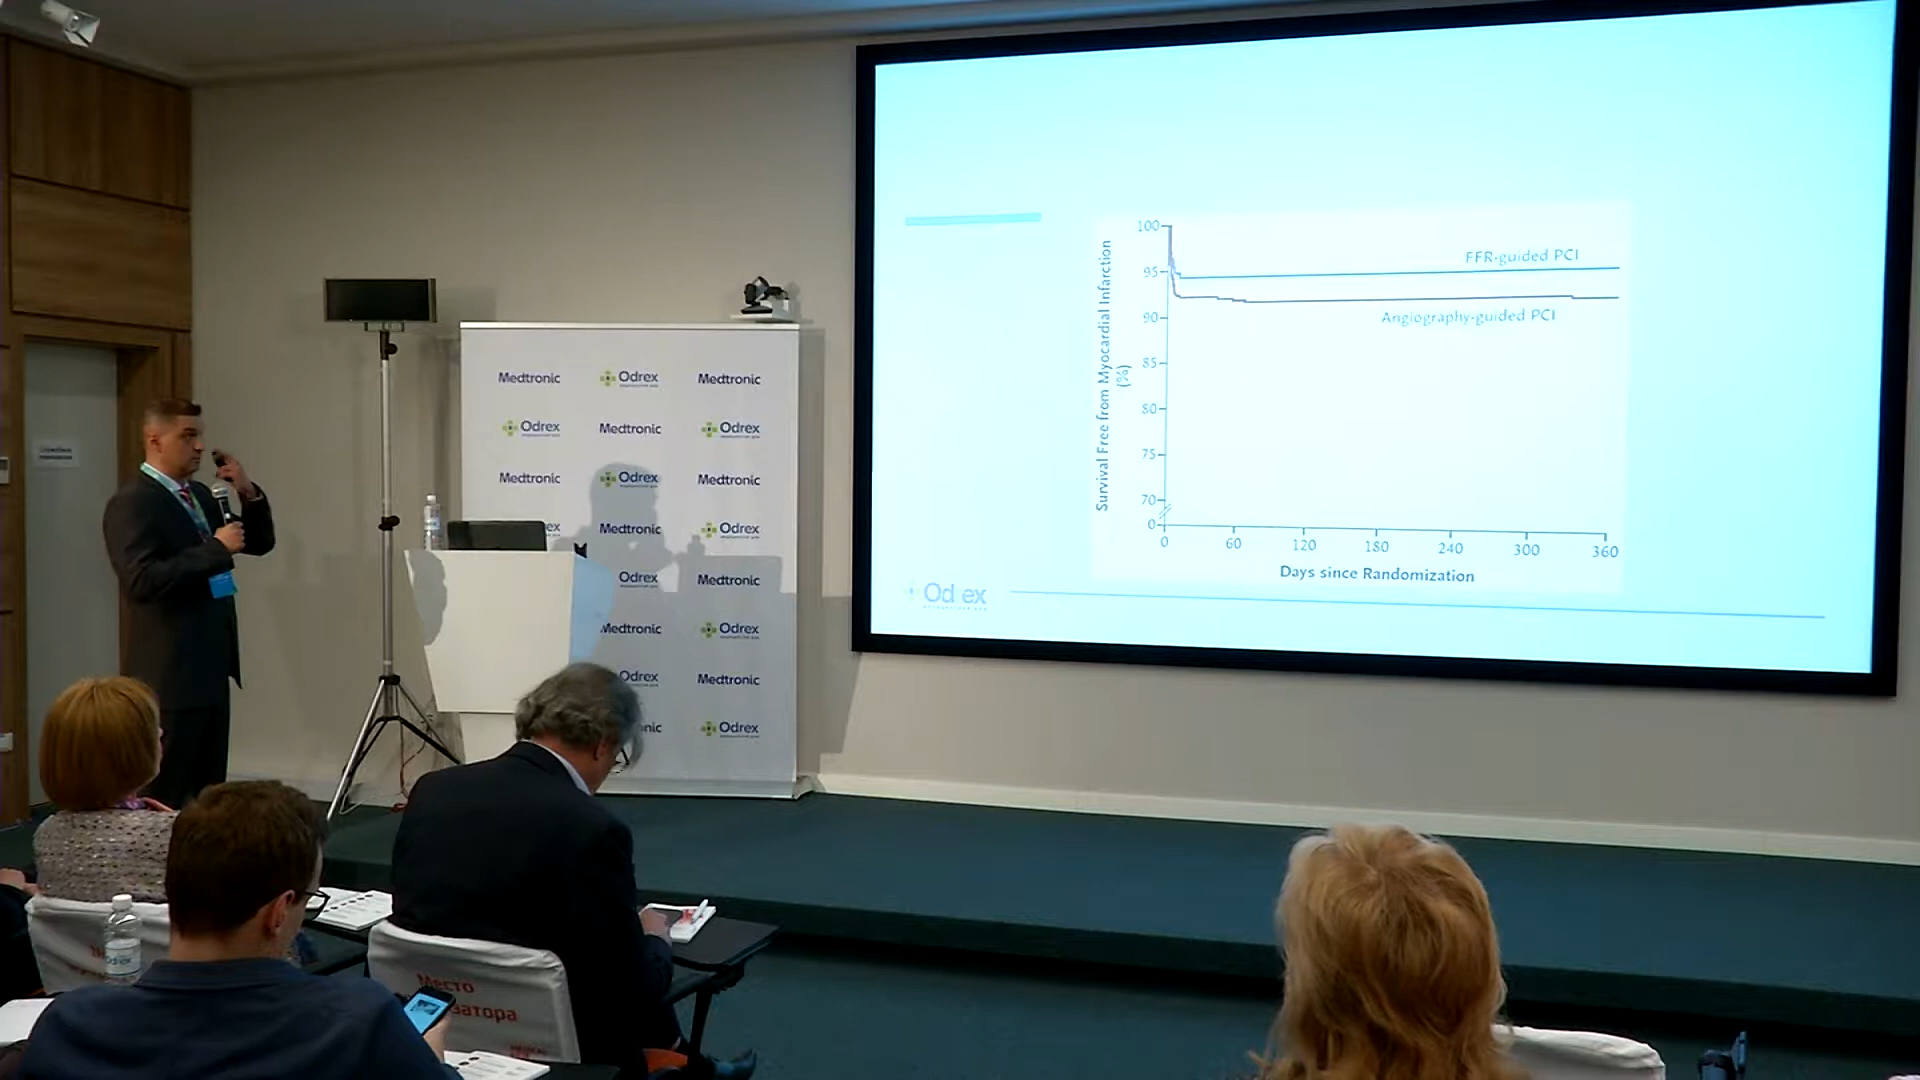 100
95
90
85
80
75
70
0
Survival Free from Myocardial Infarction
(%)
FFR-guided PCI
Angiography-guided PCI
0 60 120 180 240 300 360
Days since Randomization
Od ex
Medtronic Odrex Medtronic
Odrex Medtronic Odrex
Medtronic Odrex Medtronic
ex Medtronic Odrex
Odrex Medtronic
Medtronic Odrex
Odrex Medtronic
nic Odrex
Место
затора